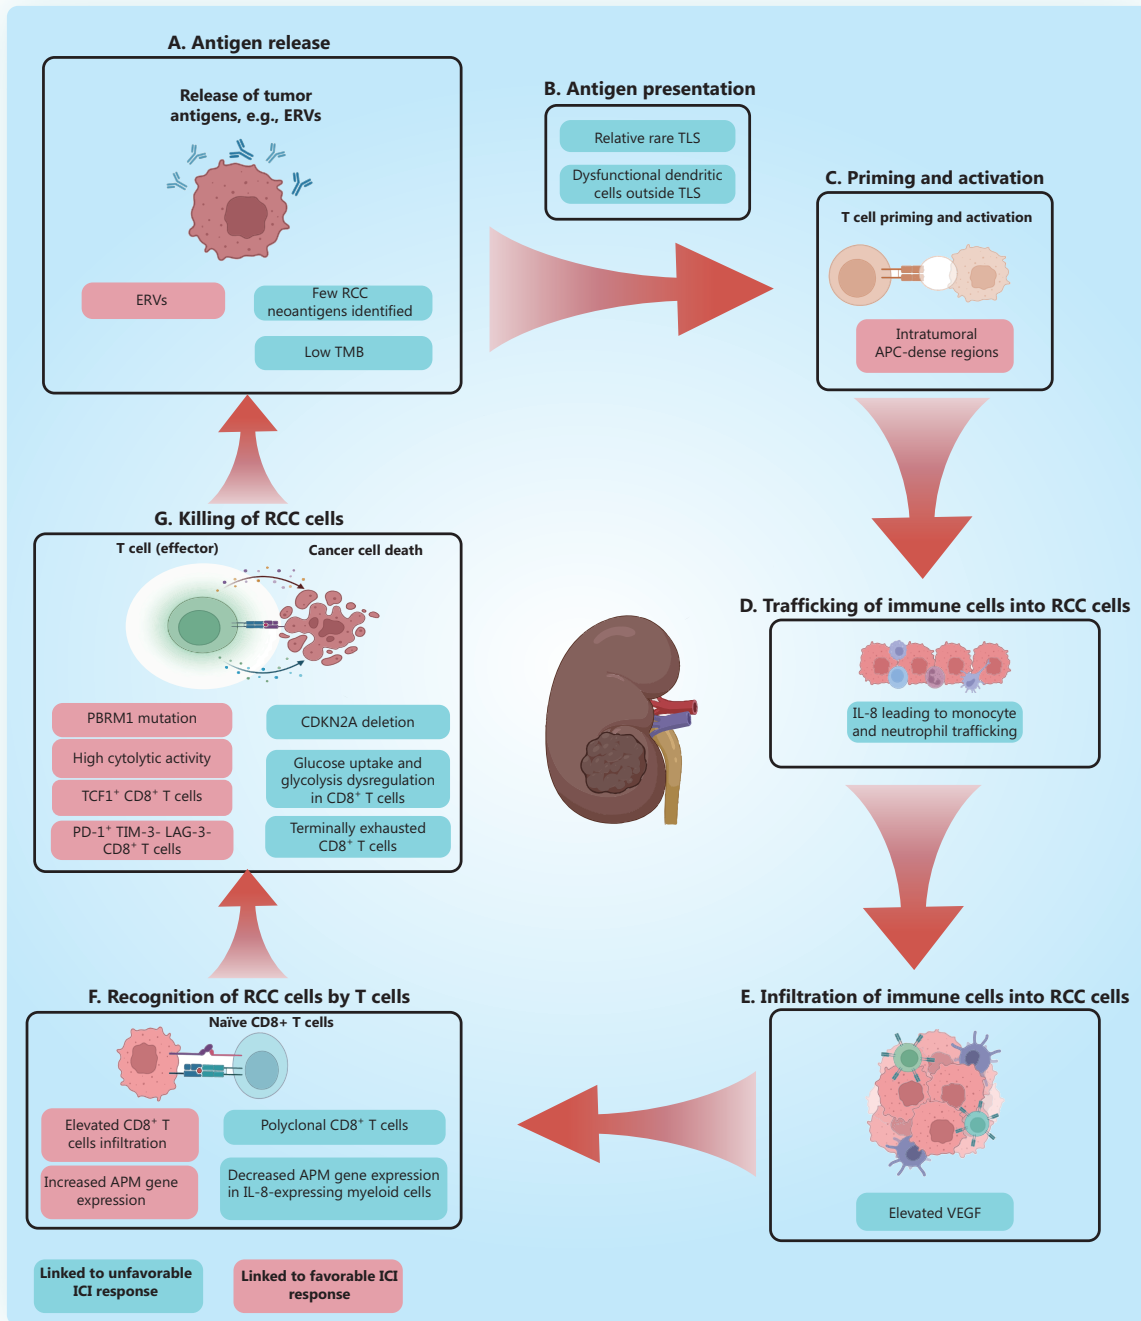 A. Antigen release
Release of tumor
antigens, e.g., ERVs
ERVs
Few RCC
neoantigens identified
Low TMB
B. Antigen presentation
Relative rare TLS
Dysfunctional dendritic
cells outside TLS
C. Priming and activation
T cell priming and activation
Intratumoral
APC-dense regions
D. Trafficking of immune cells into RCC cells
IL-8 leading to monocyte
and neutrophil trafficking
E. Infiltration of immune cells into RCC cells
Elevated VEGF
F. Recognition of RCC cells by T cells
Naïve CD8+ T cells
Elevated CD8⁺ T
cells infiltration
Increased APM gene
expression
Polyclonal CD8⁺ T cells
Decreased APM gene expression
in IL-8-expressing myeloid cells
G. Killing of RCC cells
T cell (effector)
Cancer cell death
PBRM1 mutation
High cytolytic activity
TCF1⁺ CD8⁺ T cells
PD-1⁺ TIM-3- LAG-3-
CD8⁺ T cells
CDKN2A deletion
Glucose uptake and
glycolysis dysregulation
in CD8⁺ T cells
Terminally exhausted
CD8⁺ T cells
Linked to unfavorable
ICI response
Linked to favorable ICI
response